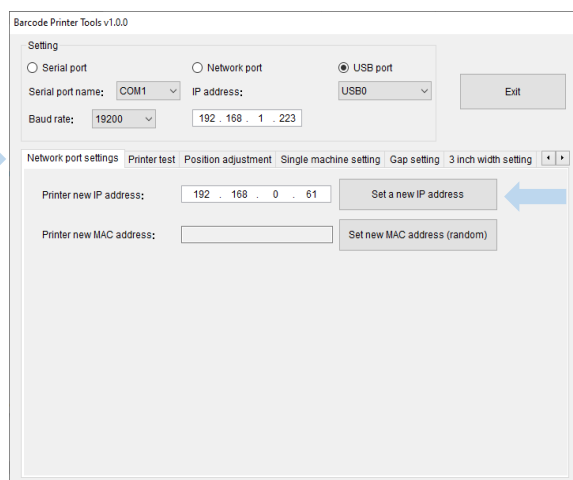 Barcode Printer Tools v1.0.0
Setting
Serial port Network port USB port
Serial port name: COM1 IP address: USB0 Exit
Baud rate: 19200 192 . 168 . 1 . 223
Network port settings Printer test Position adjustment Single machine setting Gap setting 3 inch width setting
Printer new IP address: 192 . 168 . 0 . 61 Set a new IP address
Printer new MAC address: Set new MAC address (random)